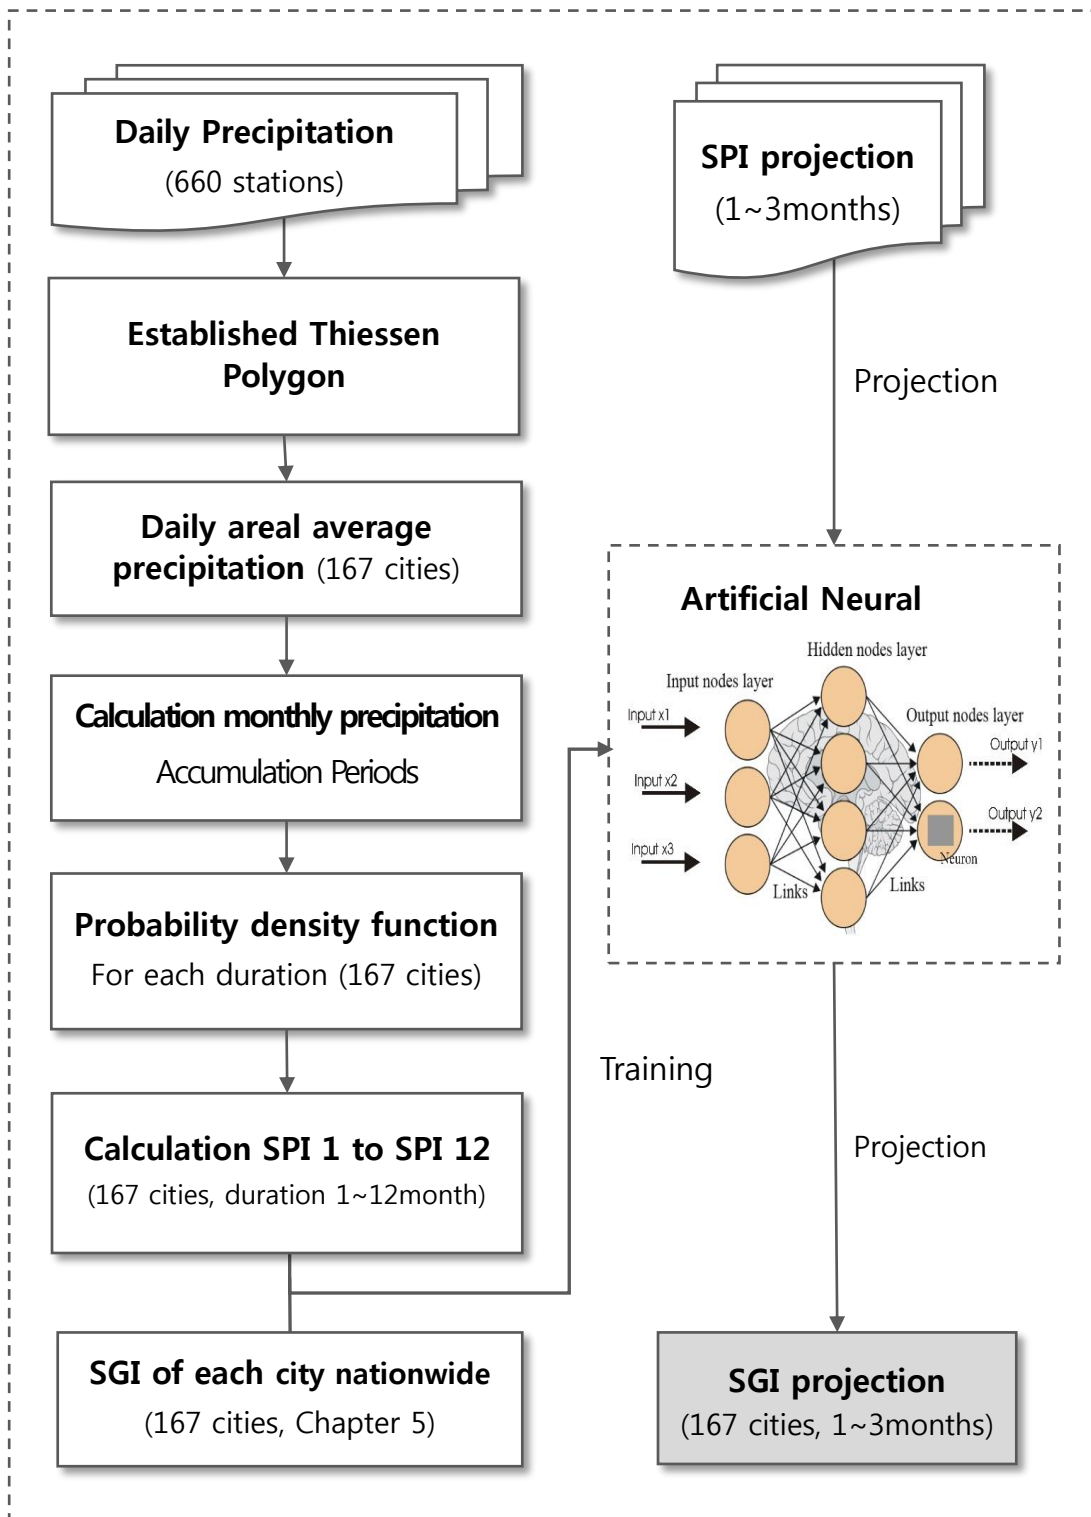 Daily Precipitation
(660 stations)
Established Thiessen
Polygon
Daily areal average
precipitation (167 cities)
Calculation monthly precipitation
Accumulation Periods
Probability density function
For each duration (167 cities)
Calculation SPI 1 to SPI 12
(167 cities, duration 1~12month)
SGI of each city nationwide
(167 cities, Chapter 5)
Training
SPI projection
(1~3months)
Projection
Artificial Neural
Hidden nodes layer
Input nodes layer
Output nodes layer
Input x1
Input x2
Input x3
Output y1
Output y2
Neuron
Links
Links
Projection
SGI projection
(167 cities, 1~3months)